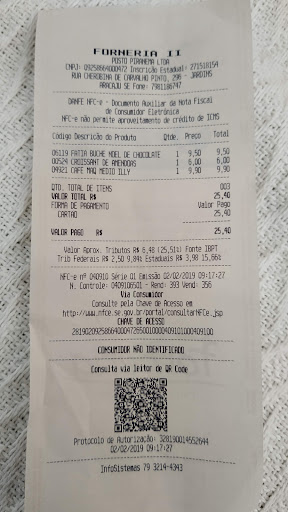 FORNERIA II
POSTO PIRANEMA LTDA
CNPJ: 09258664000472 Inscrição Estadual: 271518154
RUA CHEROBINA DE CARVALHO PINTO, 296 - JARDINS
ARACAJU SE Fone: 7981186747
DANFE NFC-e - Documento Auxiliar da Nota Fiscal
de Consumidor Eletrônica
NFC-e não permite aproveitamento de crédito de ICMS
Código Descrição do Produto Qtde. Preço Total
06119 FATIA BUCHE NOEL DE CHOCOLATE 1 9,50 9,50
00524 CROISSANT DE AMENDOAS 1 6,00 6,00
04921 CAFE MAQ MEDIO ILLY 1 9,90 9,90
QTD. TOTAL DE ITENS 003
VALOR TOTAL R$ 25,40
FORMA DE PAGAMENTO Valor Pago
CARTAO 25,40
VALOR PAGO R$ 25,40
Valor Aprox. Tributos R$ 6,48 (25,51%) Fonte IBPT
Trib Federais R$ 2,50 9,84% Estaduais R$ 3,98 15,66%
NFC-e nº 040910 Série 01 Emissão 02/02/2019 09:17:27
N. Controle: 0409106501 - Rend: 393 Vend: 356
Via Consumidor
Consulte pela Chave de Acesso em
http://www.nfce.se.gov.br/portal/consultarNFCe.jsp
CHAVE DE ACESSO
CONSUMIDOR NÃO IDENTIFICADO
Consulta via leitor de QR Code
Protocolo de Autorização: 328190014552644
02/02/2019 09:17:27
InfoSistemas 79 3214-4343